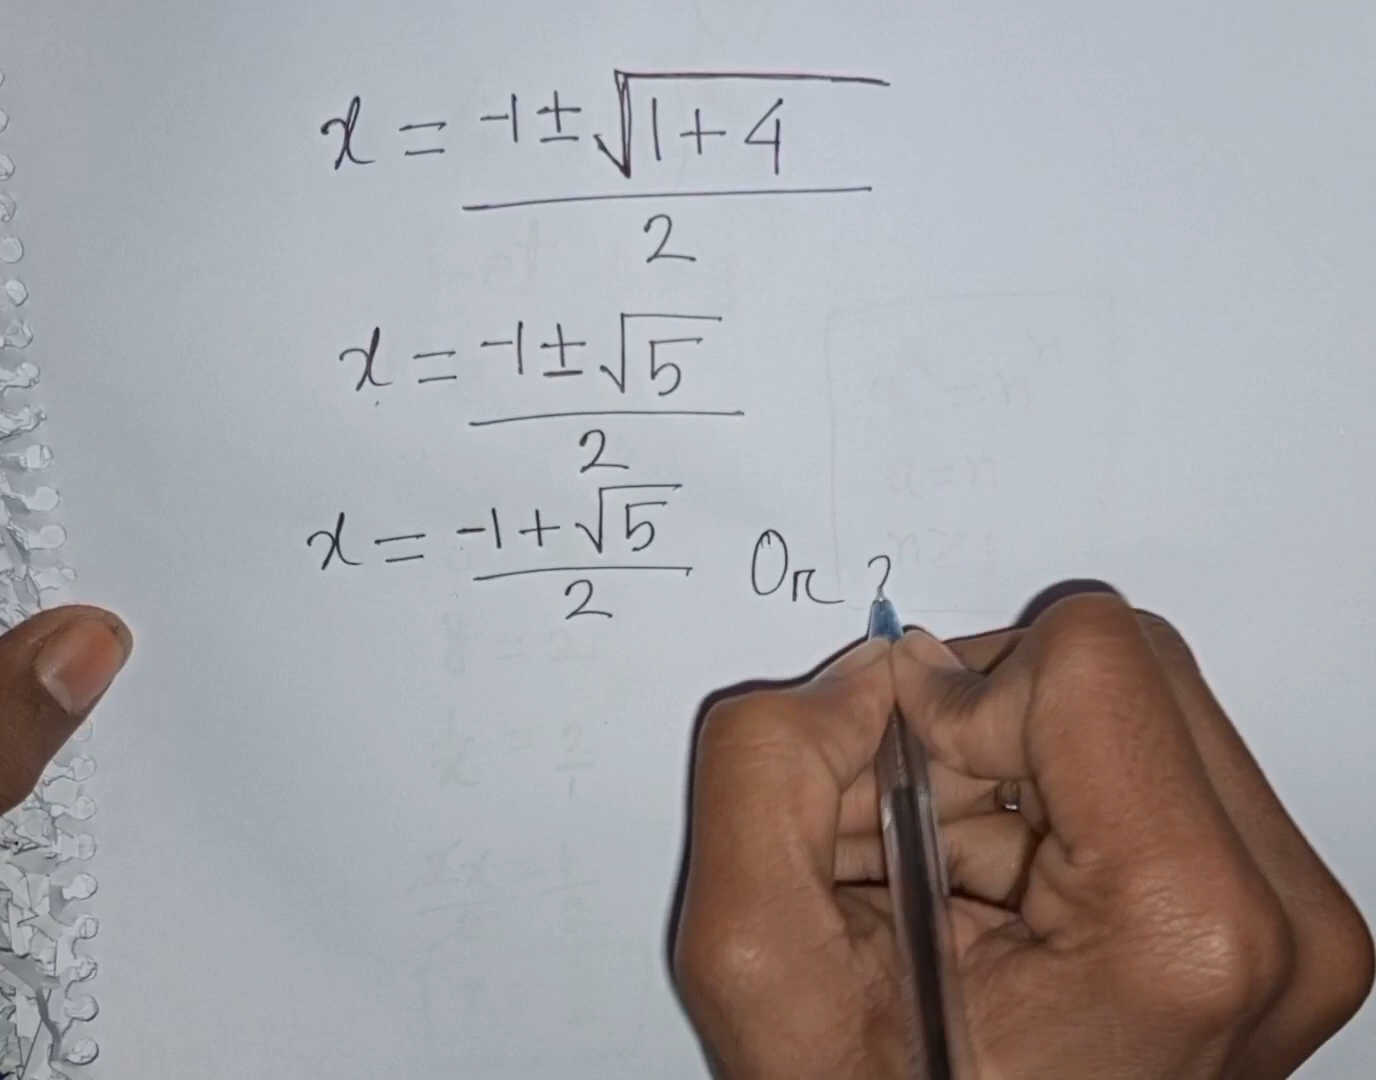 x = (-1 ± √(1 + 4)) / 2
x = (-1 ± √5) / 2
x = (-1 + √5) / 2 Or